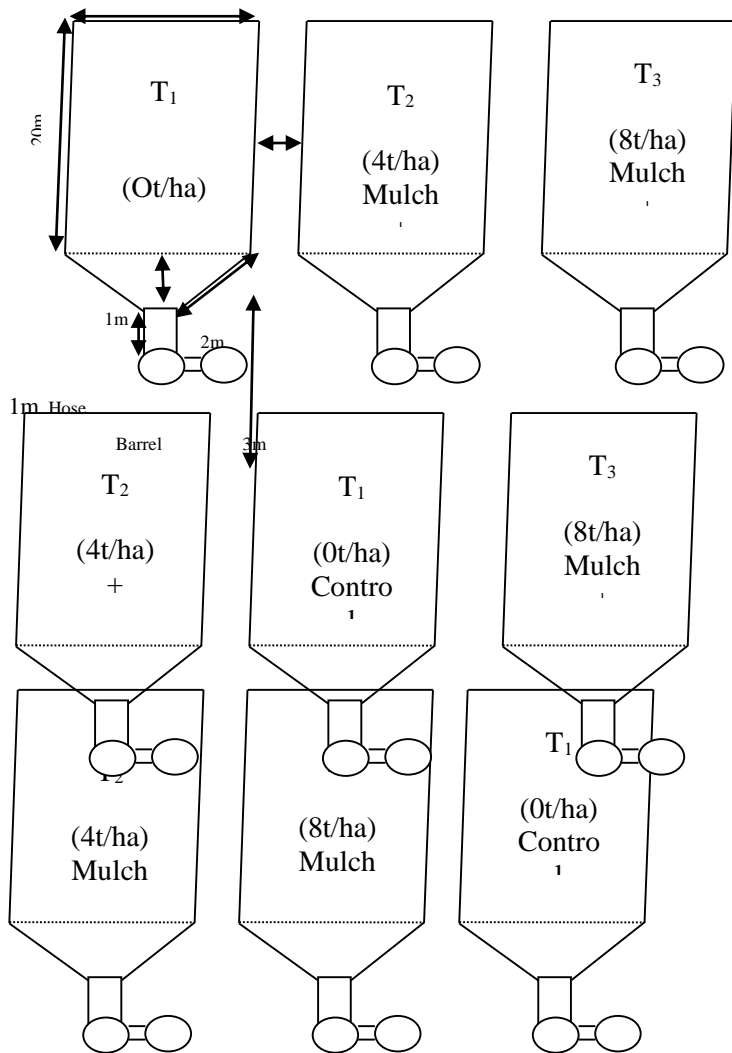 T₁
(Ot/ha)
20m
T₂
(4t/ha)
Mulch
T₃
(8t/ha)
Mulch
1m
2m
1m Hose
Barrel
3m
T₂
(4t/ha)
+
T₁
(0t/ha)
Contro
T₃
(8t/ha)
Mulch
(4t/ha)
Mulch
(8t/ha)
Mulch
T₁
(0t/ha)
Contro